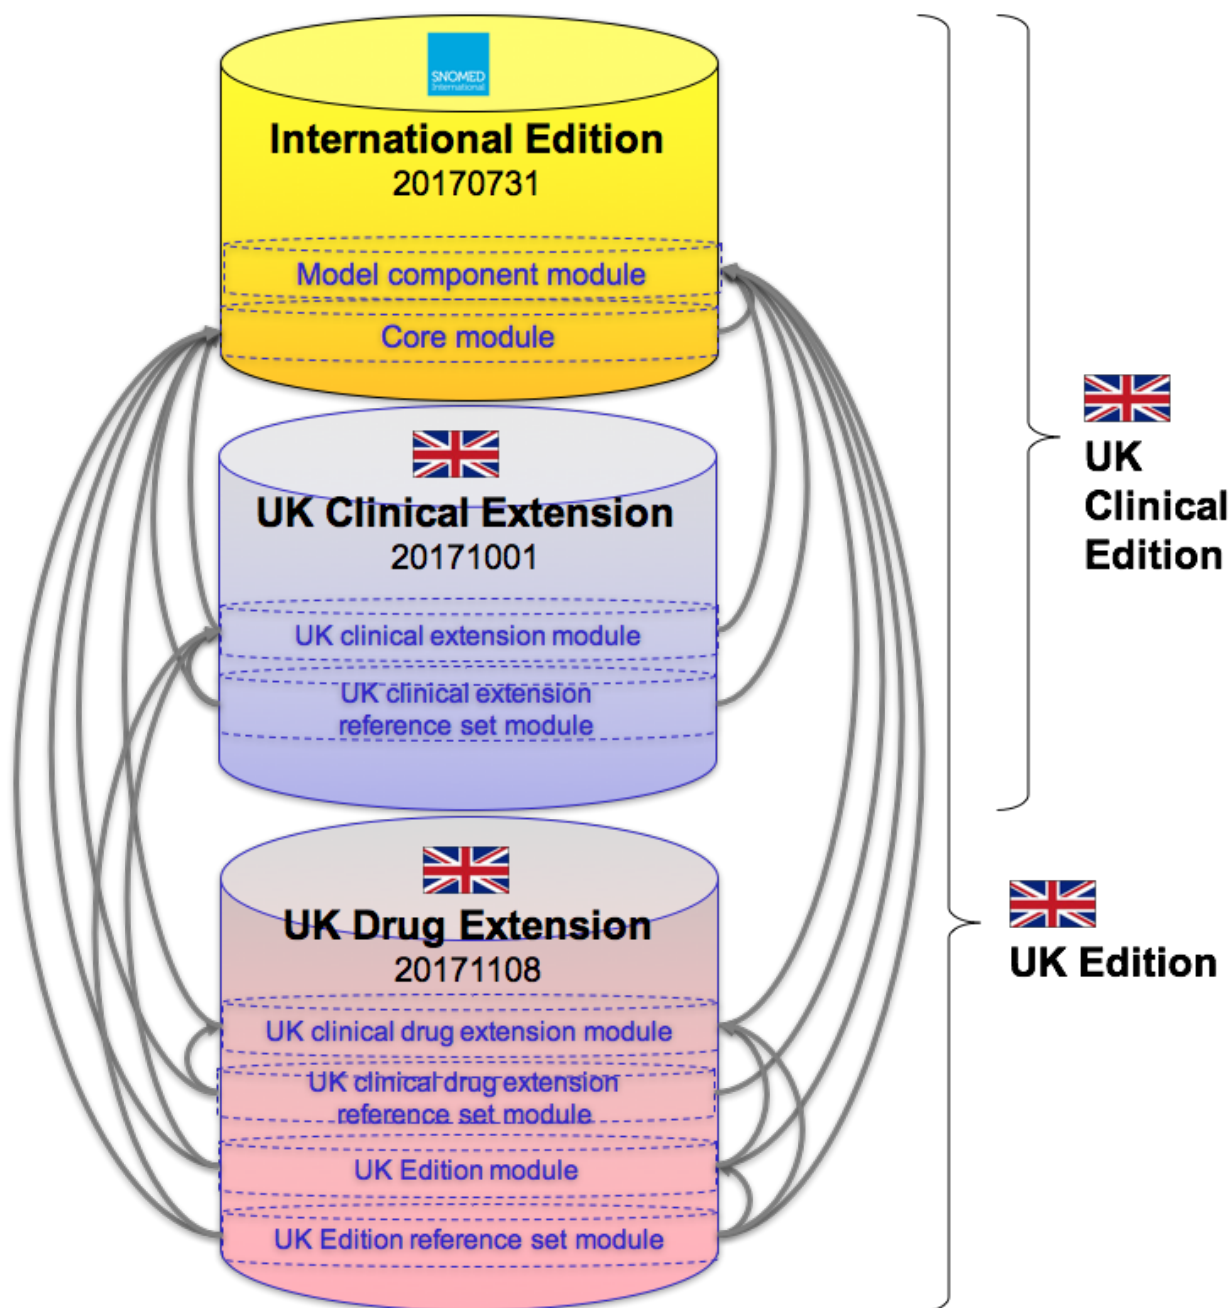 SNOMED
International
International Edition
20170731
Model component module
Core module
UK Clinical Extension
20171001
UK clinical extension module
UK clinical extension
reference set module
UK Drug Extension
20171108
UK clinical drug extension module
UK clinical drug extension
reference set module
UK Edition module
UK Edition reference set module
UK
Clinical
Edition
UK Edition